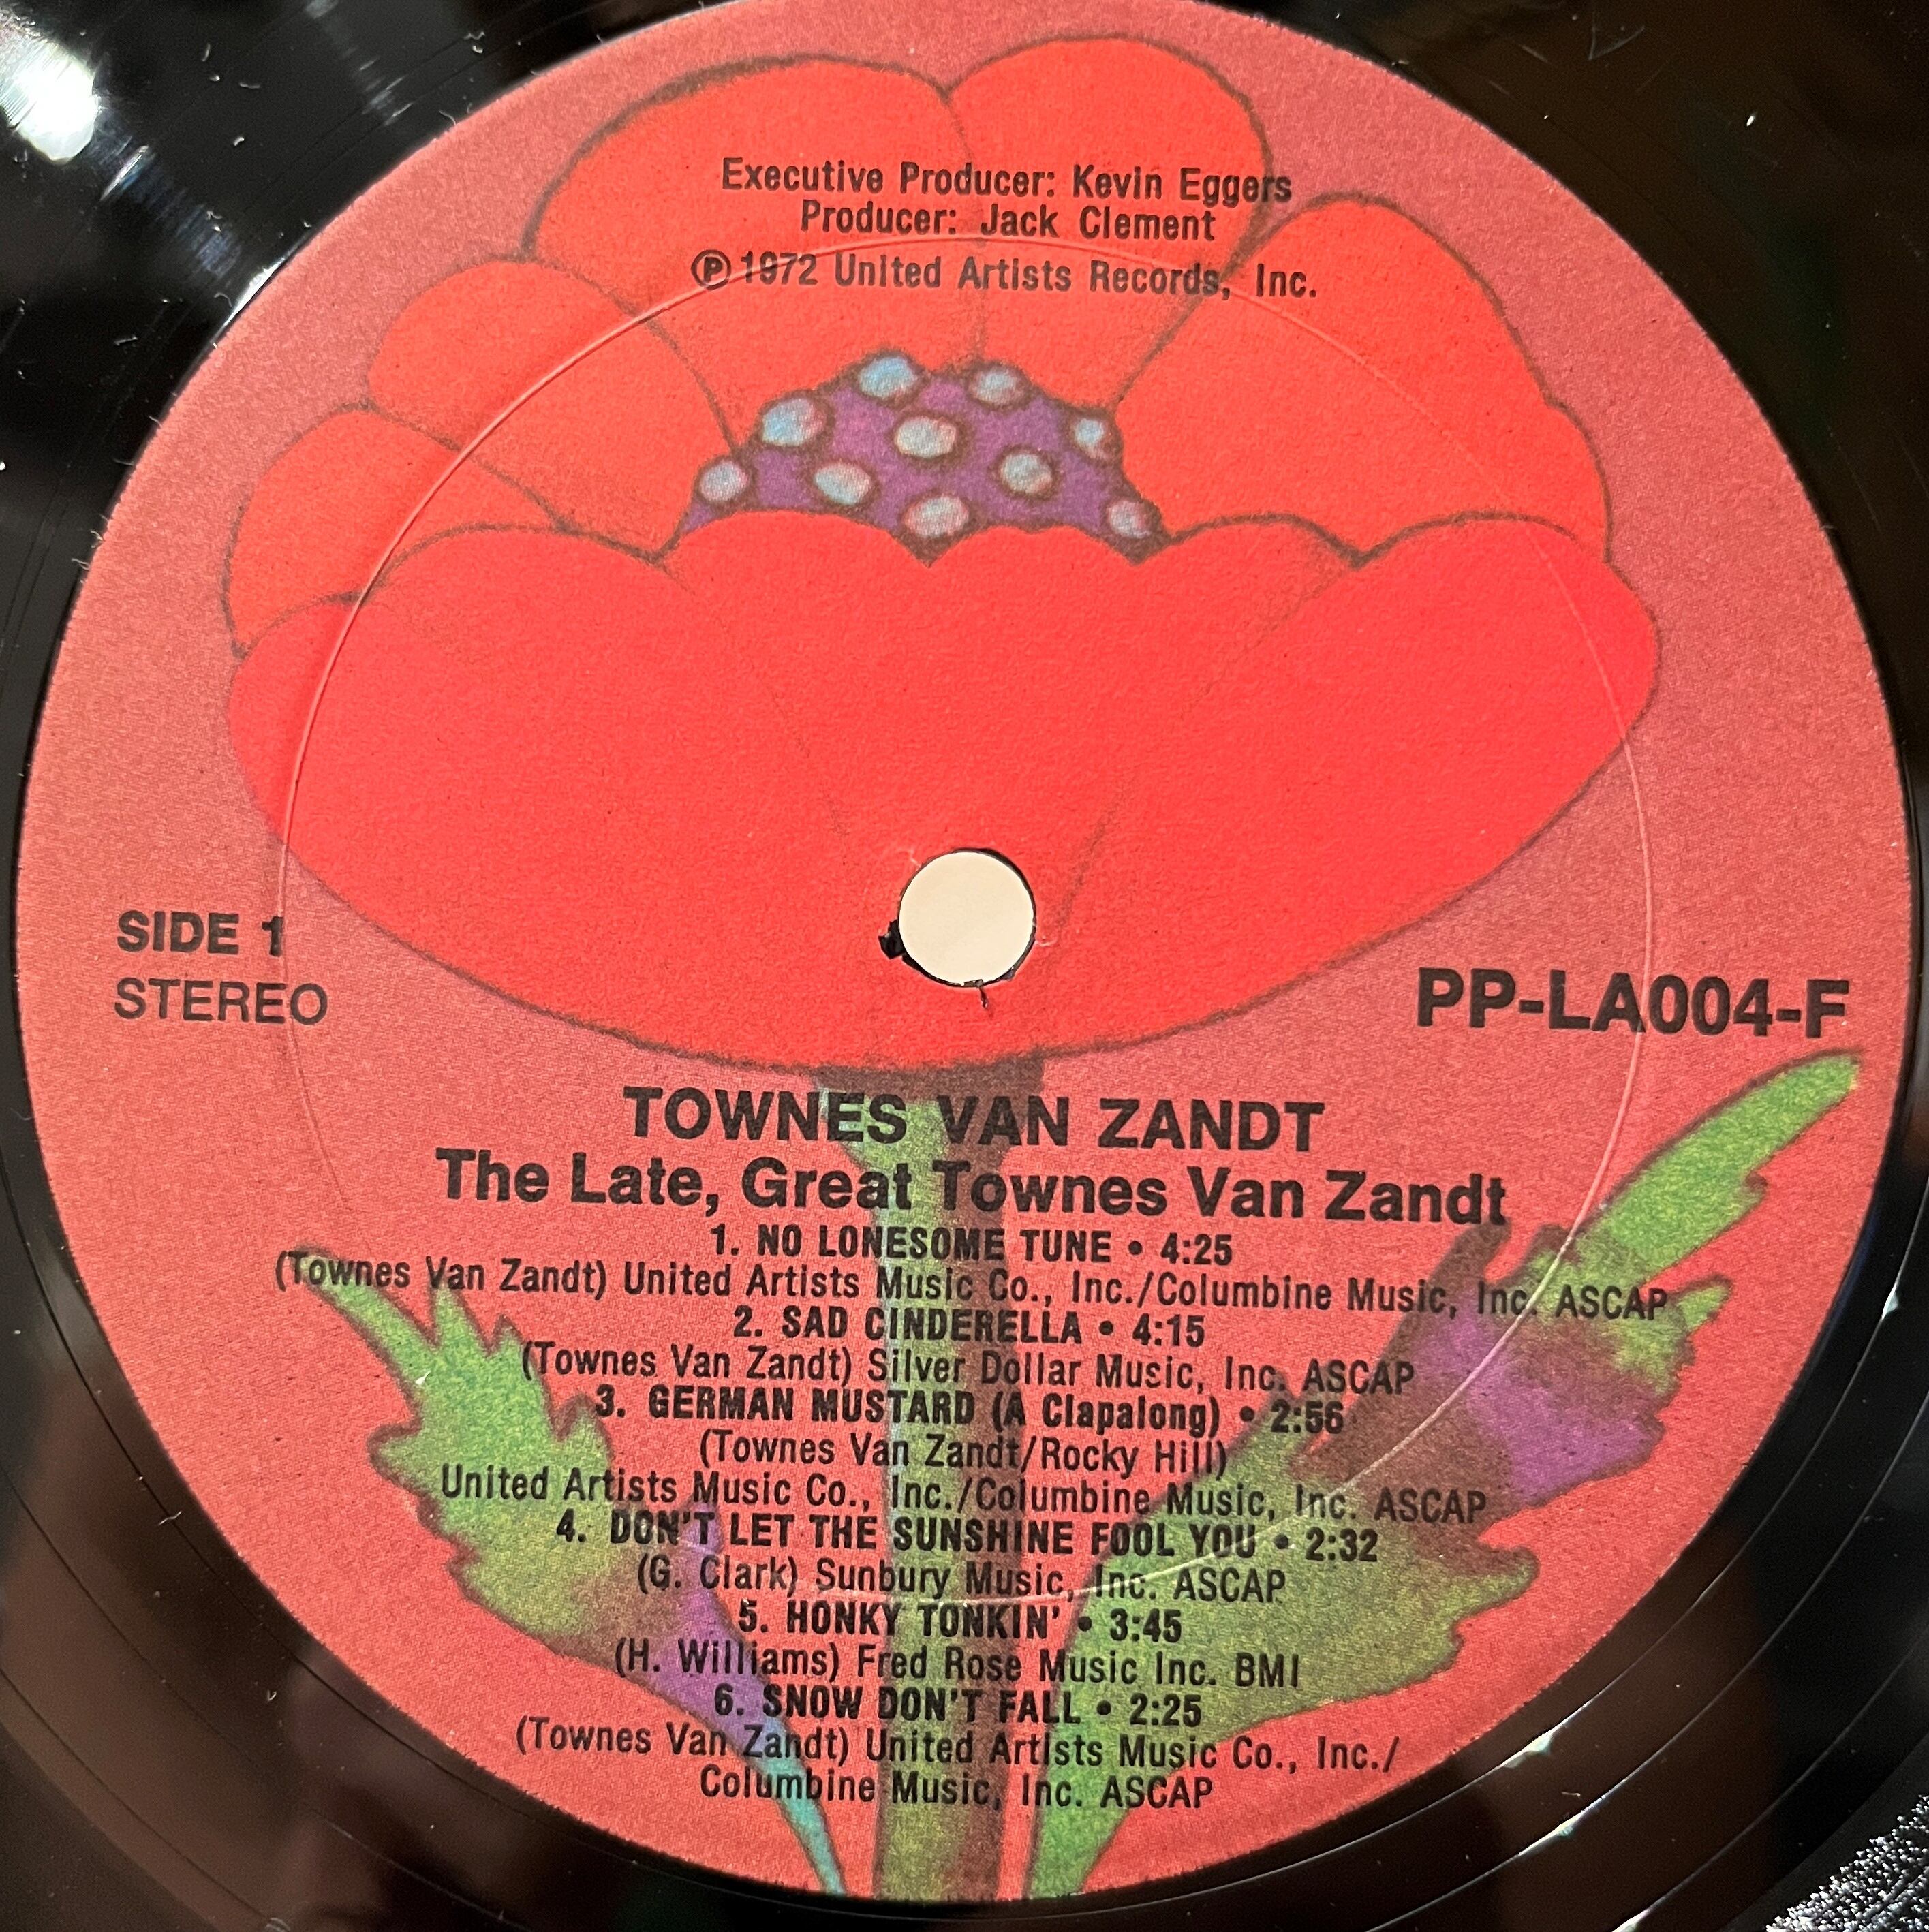 Executive Producer: Kevin Eggers
Producer: Jack Clement
℗ 1972 United Artists Records, Inc.
SIDE 1
STEREO
PP-LA004-F
TOWNES VAN ZANDT
The Late, Great Townes Van Zandt
1. NO LONESOME TUNE • 4:25
(Townes Van Zandt) United Artists Music Co., Inc./Columbine Music, Inc. ASCAP
2. SAD CINDERELLA • 4:15
(Townes Van Zandt) Silver Dollar Music, Inc. ASCAP
3. GERMAN MUSTARD (A Clapalong) • 2:56
(Townes Van Zandt/Rocky Hill)
United Artists Music Co., Inc./Columbine Music, Inc. ASCAP
4. DON'T LET THE SUNSHINE FOOL YOU • 2:32
(G. Clark) Sunbury Music, Inc. ASCAP
5. HONKY TONKIN' • 3:45
(H. Williams) Fred Rose Music Inc. BMI
6. SNOW DON'T FALL • 2:25
(Townes Van Zandt) United Artists Music Co., Inc./
Columbine Music, Inc. ASCAP